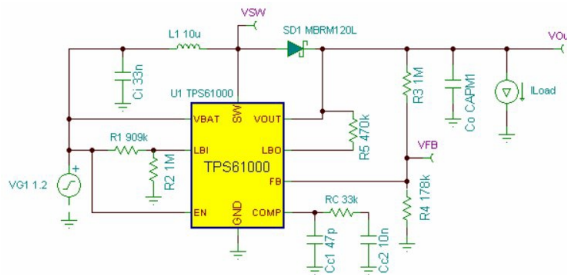 VSW
L1 10u
SD1 MBRM120L
Ci 33n
U1 TPS61000
SW
VBAT
VOUT
R1 909k
LBI
LBO
R2 1M
TPS61000
R5 470k
FB
EN
GND
COMP
VG1 1.2
+
RC 33k
Cc1 47p
Cc2 10n
R3 1M
VFB
R4 178k
Co CAPM1
ILoad